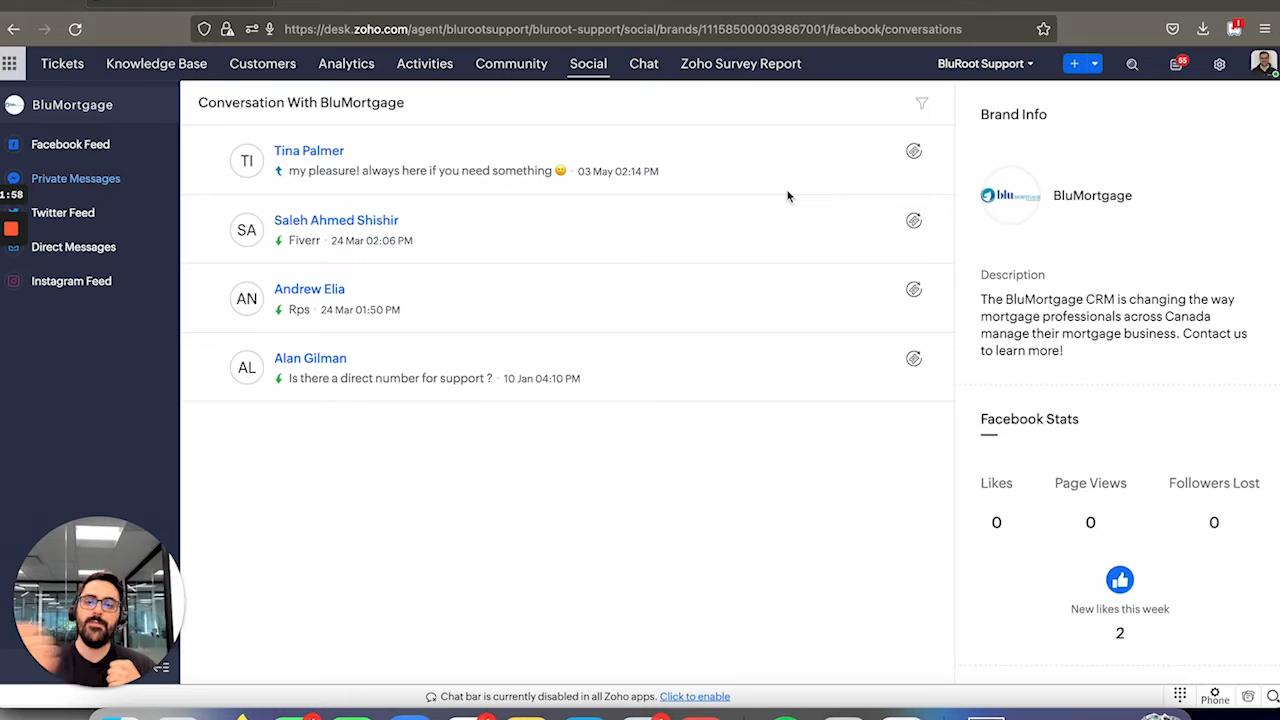 https://desk.zoho.com/agent/blurootsupport/bluroot-support/social/brands/111585000039867001/facebook/conversations
Tickets Knowledge Base Customers Analytics Activities Community Social Chat Zoho Survey Report BluRoot Support 55
BluMortgage
Facebook Feed
Private Messages
1:58
Twitter Feed
Direct Messages
Instagram Feed
Conversation With BluMortgage
TI
Tina Palmer
my pleasure! always here if you need something 🙂 · 03 May 02:14 PM
SA
Saleh Ahmed Shishir
Fiverr · 24 Mar 02:06 PM
AN
Andrew Elia
Rps · 24 Mar 01:50 PM
AL
Alan Gilman
Is there a direct number for support ? · 10 Jan 04:10 PM
Brand Info
blu
BluMortgage
Description
The BluMortgage CRM is changing the way
mortgage professionals across Canada
manage their mortgage business. Contact us
to learn more!
Facebook Stats
Likes Page Views Followers Lost
0 0 0
New likes this week
2
Chat bar is currently disabled in all Zoho apps. Click to enable
Phone